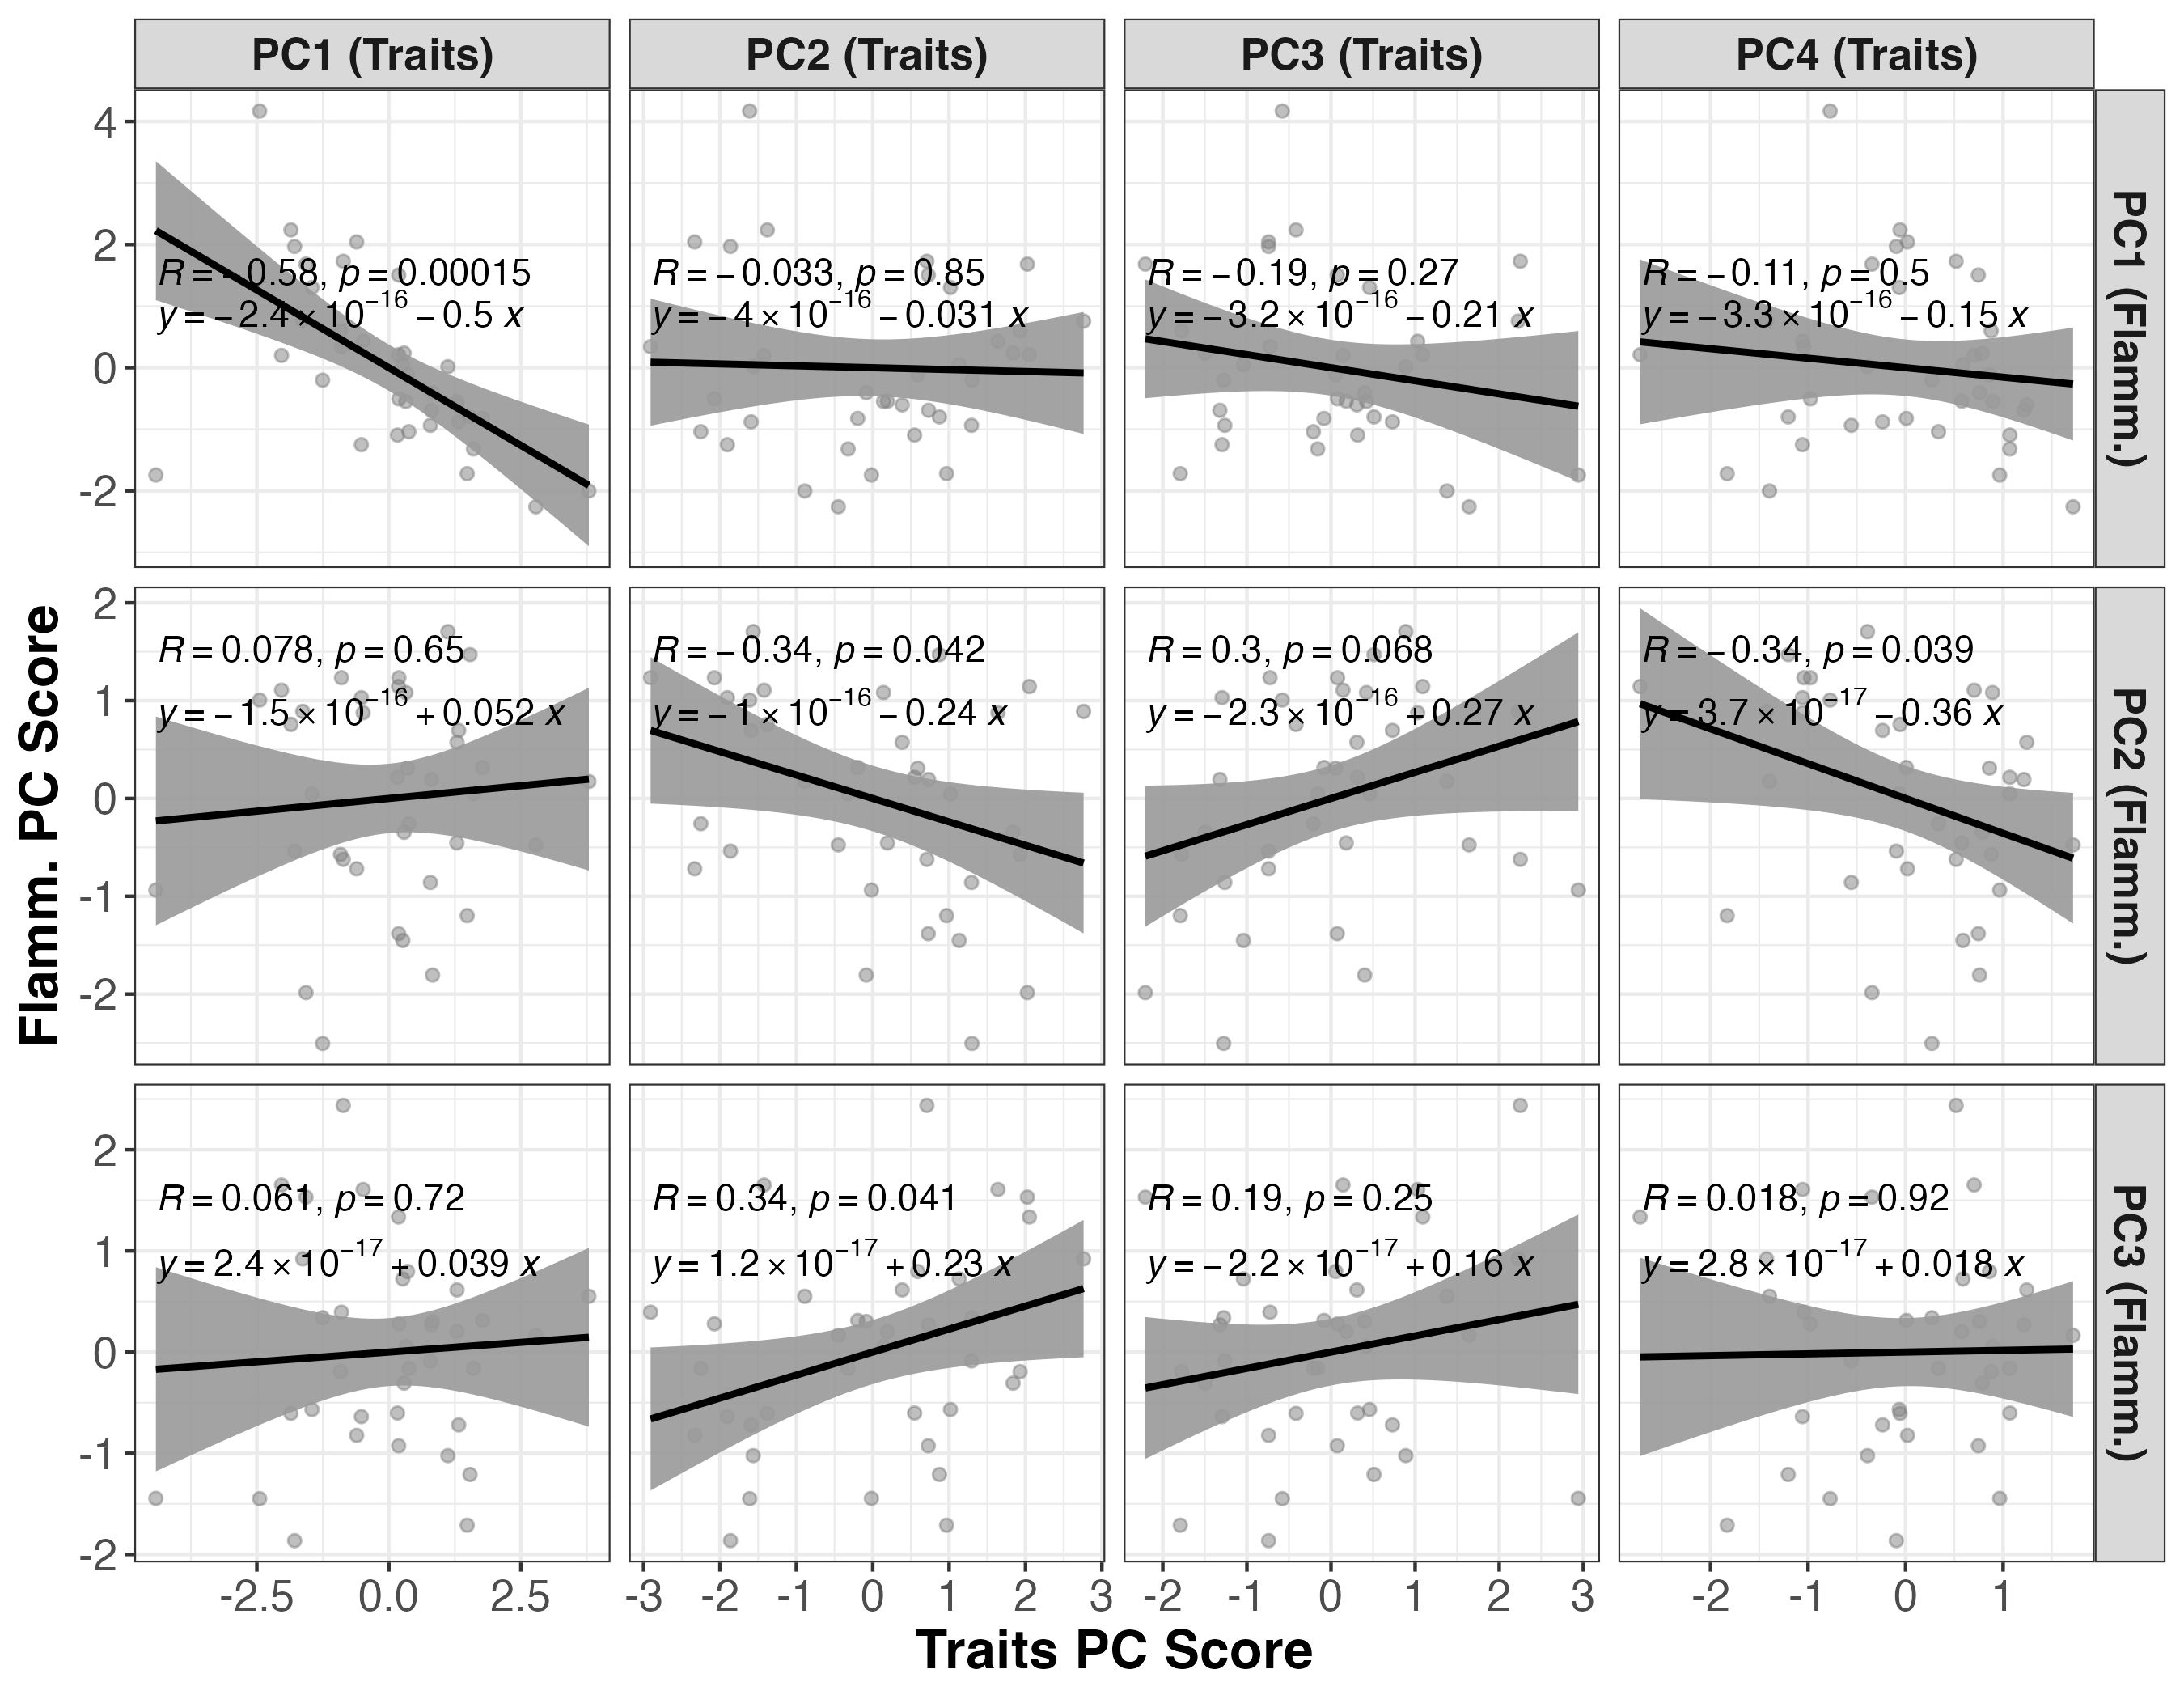 PC1 (Traits) PC2 (Traits) PC3 (Traits) PC4 (Traits)
4
2
0
-2
R = −0.58, p = 0.00015
y = −2.4 × 10⁻¹⁶ − 0.5 x
R = −0.033, p = 0.85
y = −4 × 10⁻¹⁶ − 0.031 x
R = −0.19, p = 0.27
y = −3.2 × 10⁻¹⁶ − 0.21 x
R = −0.11, p = 0.5
y = −3.3 × 10⁻¹⁶ − 0.15 x
PC1 (Flamm.)
Flamm. PC Score
2
1
0
-1
-2
R = 0.078, p = 0.65
y = −1.5 × 10⁻¹⁶ + 0.052 x
R = −0.34, p = 0.042
y = −1 × 10⁻¹⁶ − 0.24 x
R = 0.3, p = 0.068
y = −2.3 × 10⁻¹⁶ + 0.27 x
R = −0.34, p = 0.039
y = 3.7 × 10⁻¹⁷ − 0.36 x
PC2 (Flamm.)
2
1
0
-1
-2
R = 0.061, p = 0.72
y = 2.4 × 10⁻¹⁷ + 0.039 x
R = 0.34, p = 0.041
y = 1.2 × 10⁻¹⁷ + 0.23 x
R = 0.19, p = 0.25
y = −2.2 × 10⁻¹⁷ + 0.16 x
R = 0.018, p = 0.92
y = 2.8 × 10⁻¹⁷ + 0.018 x
PC3 (Flamm.)
-2.5 0.0 2.5 -3 -2 -1 0 1 2 3 -2 -1 0 1 2 3 -2 -1 0 1
Traits PC Score